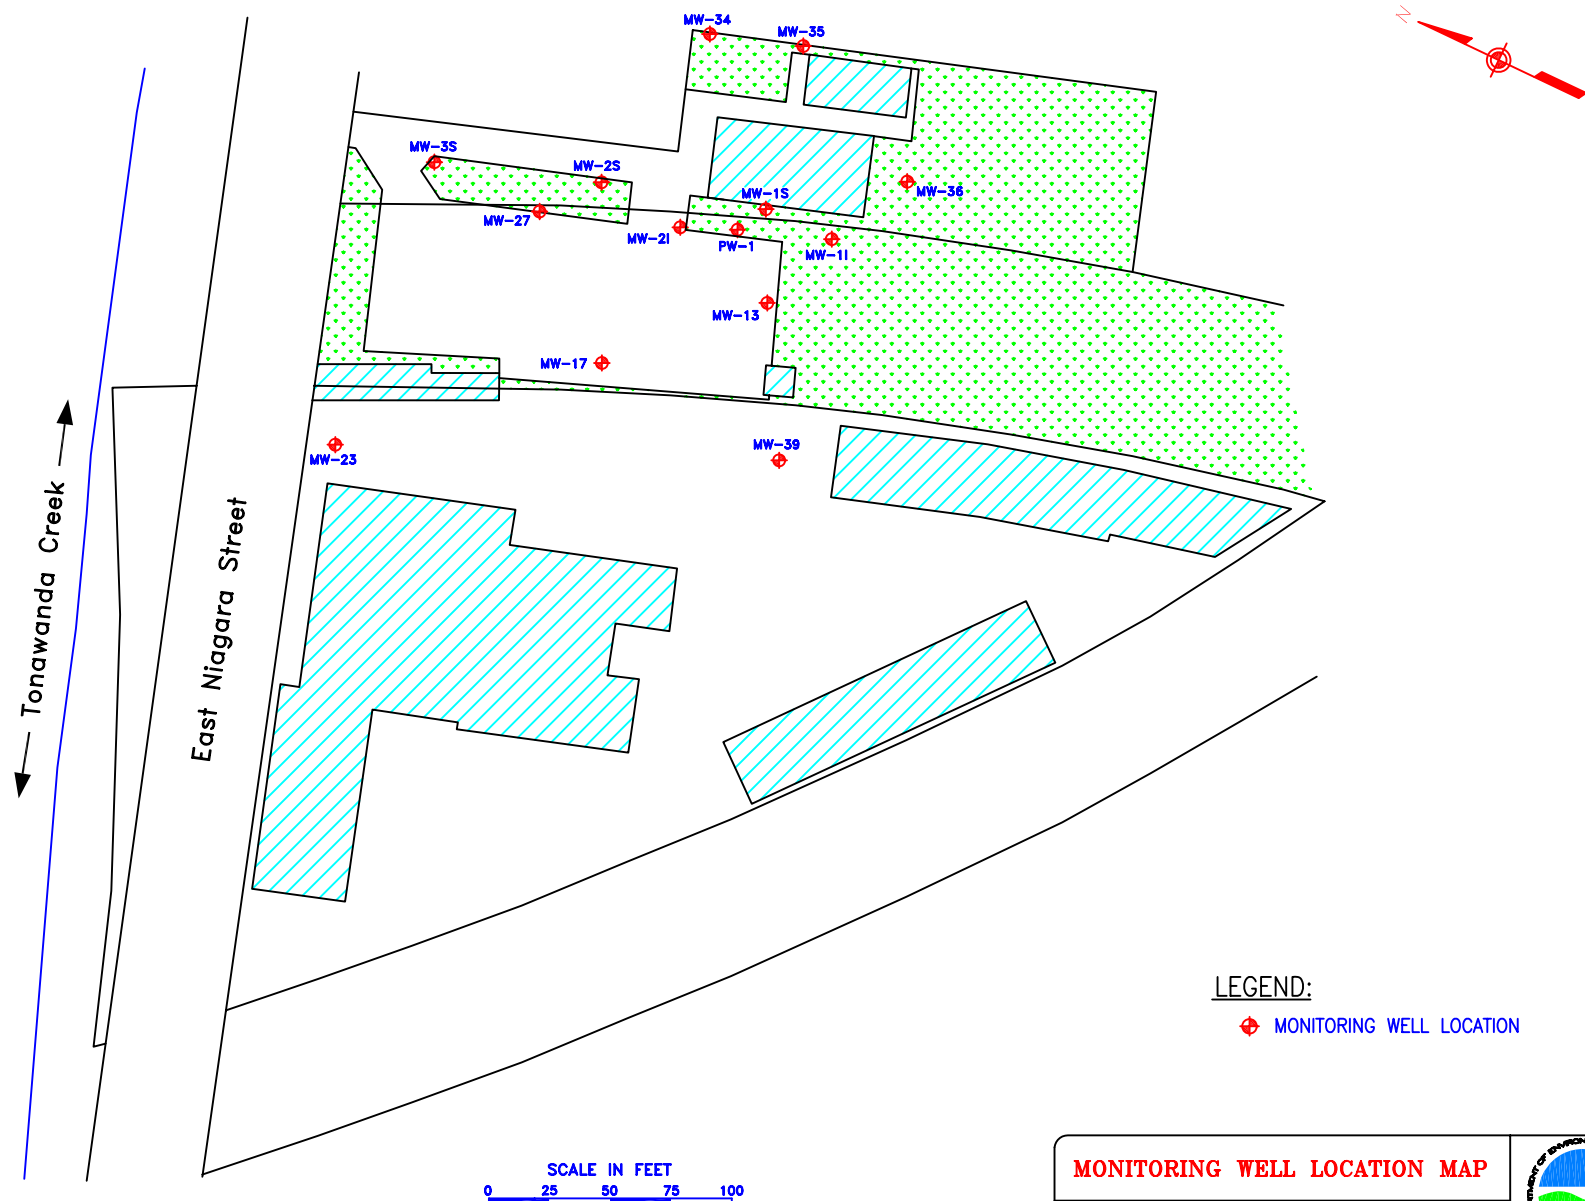 N
MW-34
MW-35
MW-3S
MW-2S
MW-27
MW-2I
MW-1S
PW-1
MW-1I
MW-36
MW-13
MW-17
MW-23
MW-39
Tonawanda Creek
East Niagara Street
LEGEND:
MONITORING WELL LOCATION
SCALE IN FEET
0 25 50 75 100
MONITORING WELL LOCATION MAP